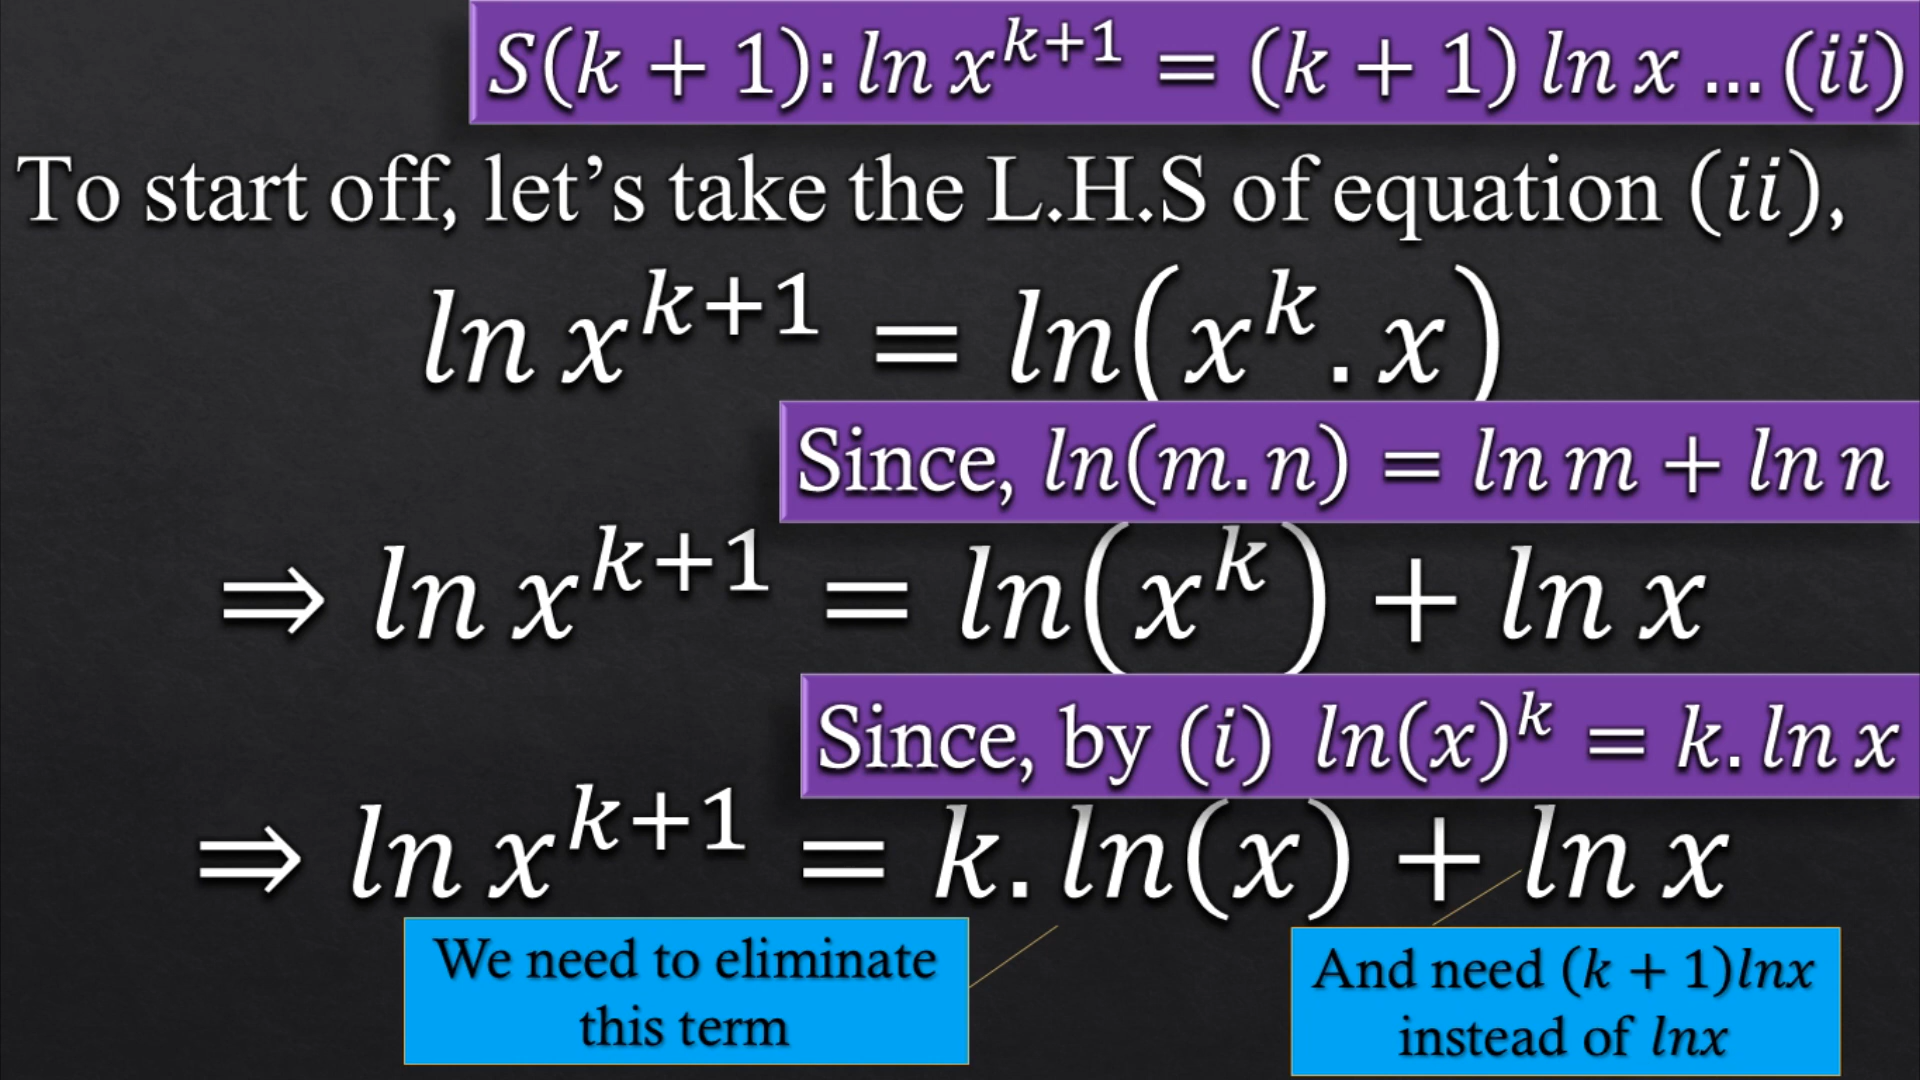 S(k + 1): ln x^{k+1} = (k + 1) ln x ... (ii)
To start off, let's take the L.H.S of equation (ii),
ln x^{k+1} = ln(x^k . x)
Since, ln(m. n) = ln m + ln n
⇒ ln x^{k+1} = ln(x^k) + ln x
Since, by (i) ln(x)^k = k. ln x
⇒ ln x^{k+1} = k. ln(x) + ln x
We need to eliminate
this term
And need (k + 1)lnx
instead of lnx